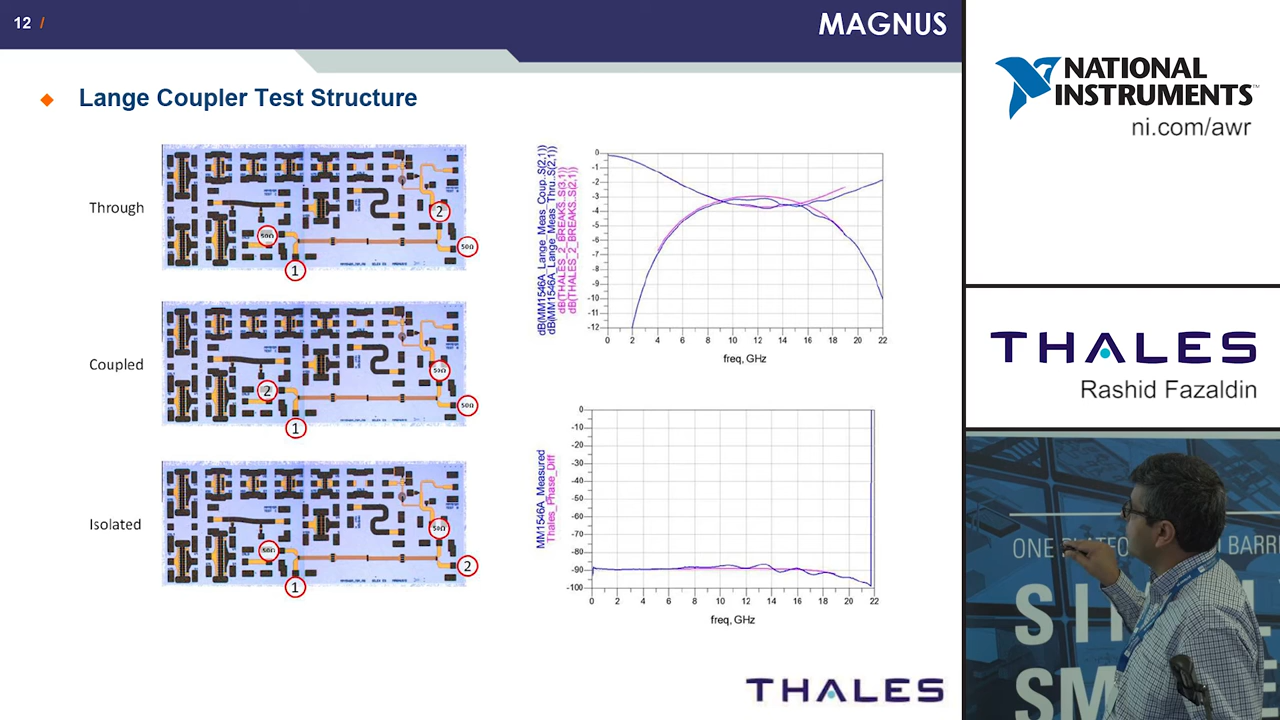 12 /
MAGNUS
Lange Coupler Test Structure
Through
50Ω
2
50Ω
1
Coupled
2
50Ω
50Ω
1
Isolated
50Ω
50Ω
2
1
dB(MM1546A_Lange_Meas_Coup..S(2,1))
dB(MM1546A_Lange_Meas_Thru..S(2,1))
dB(THALES_2_BREAKS..S(3,1))
dB(THALES_2_BREAKS..S(2,1))
0
-1
-2
-3
-4
-5
-6
-7
-8
-9
-10
-11
-12
0 2 4 6 8 10 12 14 16 18 20 22
freq, GHz
MM1546A_Measured
Thales_Phase_Diff
0
-10
-20
-30
-40
-50
-60
-70
-80
-90
-100
0 2 4 6 8 10 12 14 16 18 20 22
freq, GHz
THALES
NATIONAL
INSTRUMENTS™
ni.com/awr
THALES
Rashid Fazaldin
ONE